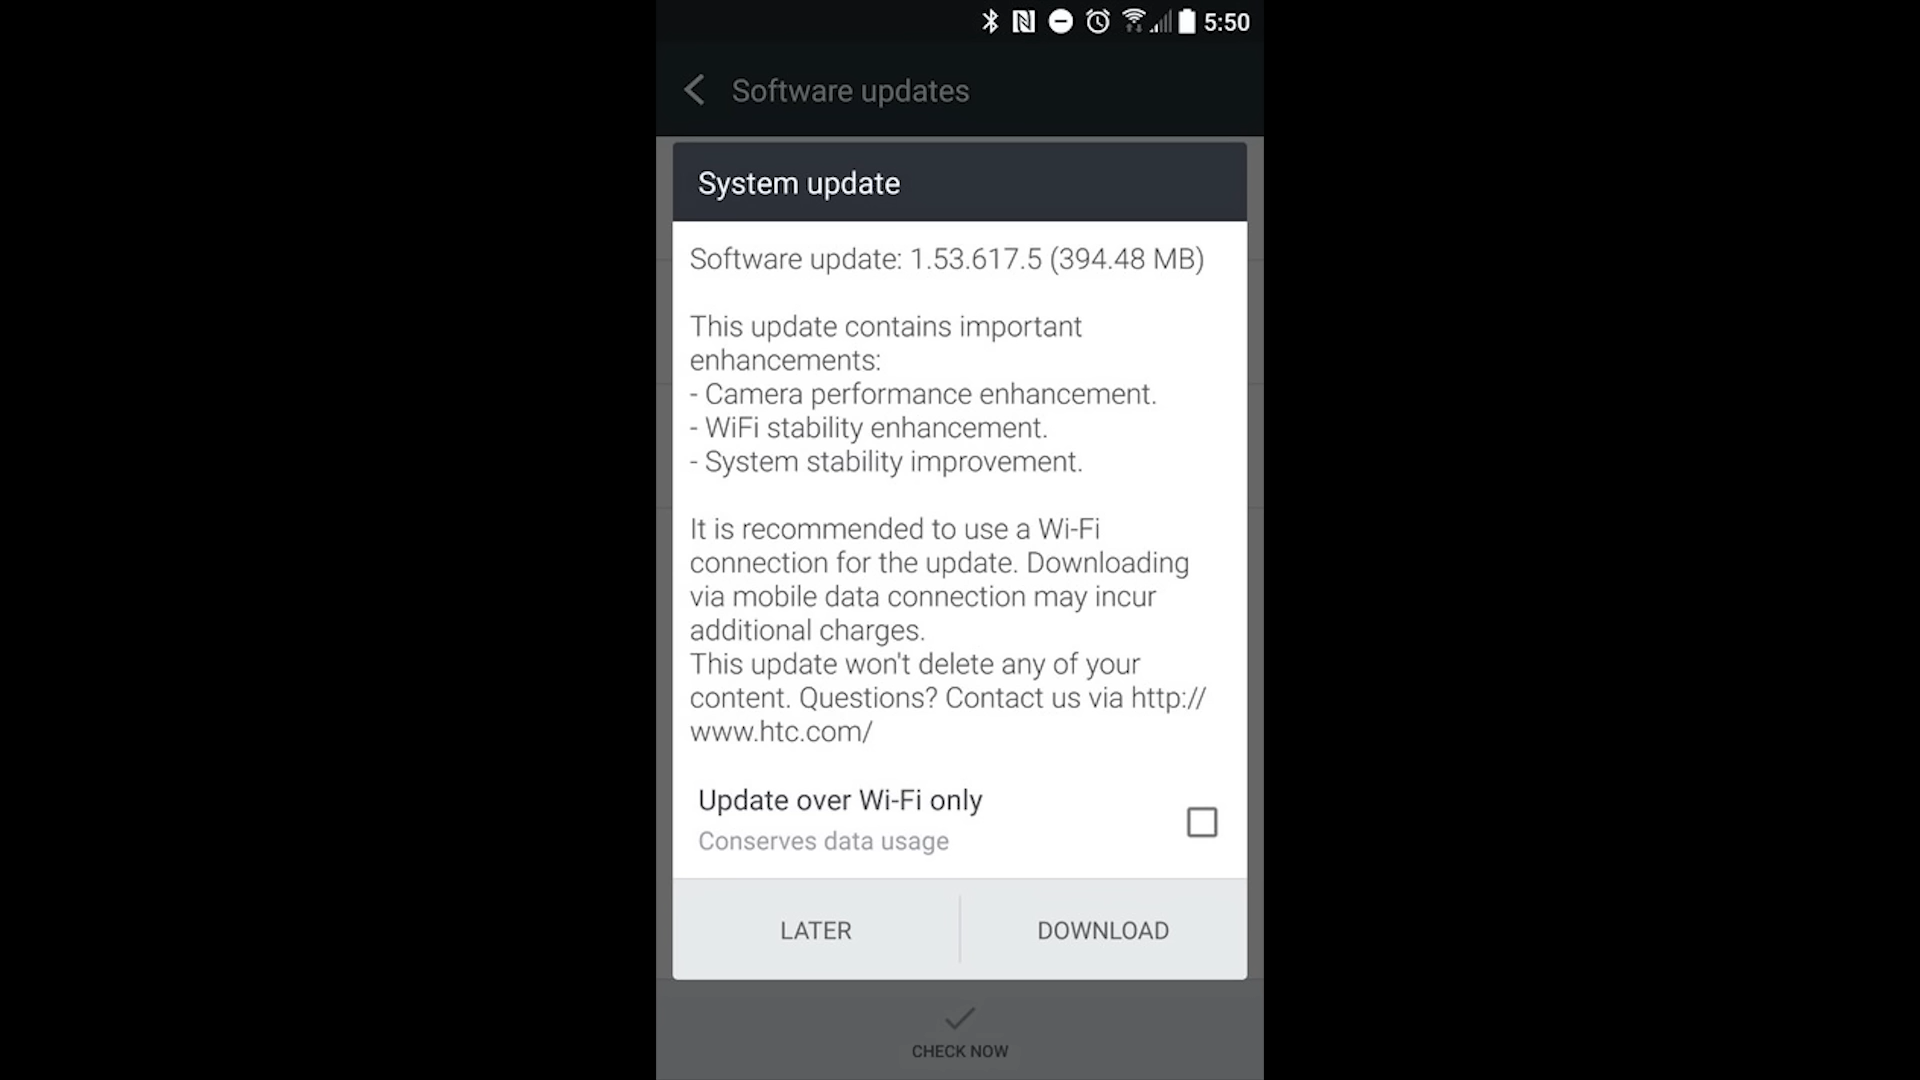 5:50
Software updates
System update
Software update: 1.53.617.5 (394.48 MB)
This update contains important
enhancements:
- Camera performance enhancement.
- WiFi stability enhancement.
- System stability improvement.
It is recommended to use a Wi-Fi
connection for the update. Downloading
via mobile data connection may incur
additional charges.
This update won't delete any of your
content. Questions? Contact us via http://
www.htc.com/
Update over Wi-Fi only
Conserves data usage
LATER
DOWNLOAD
CHECK NOW